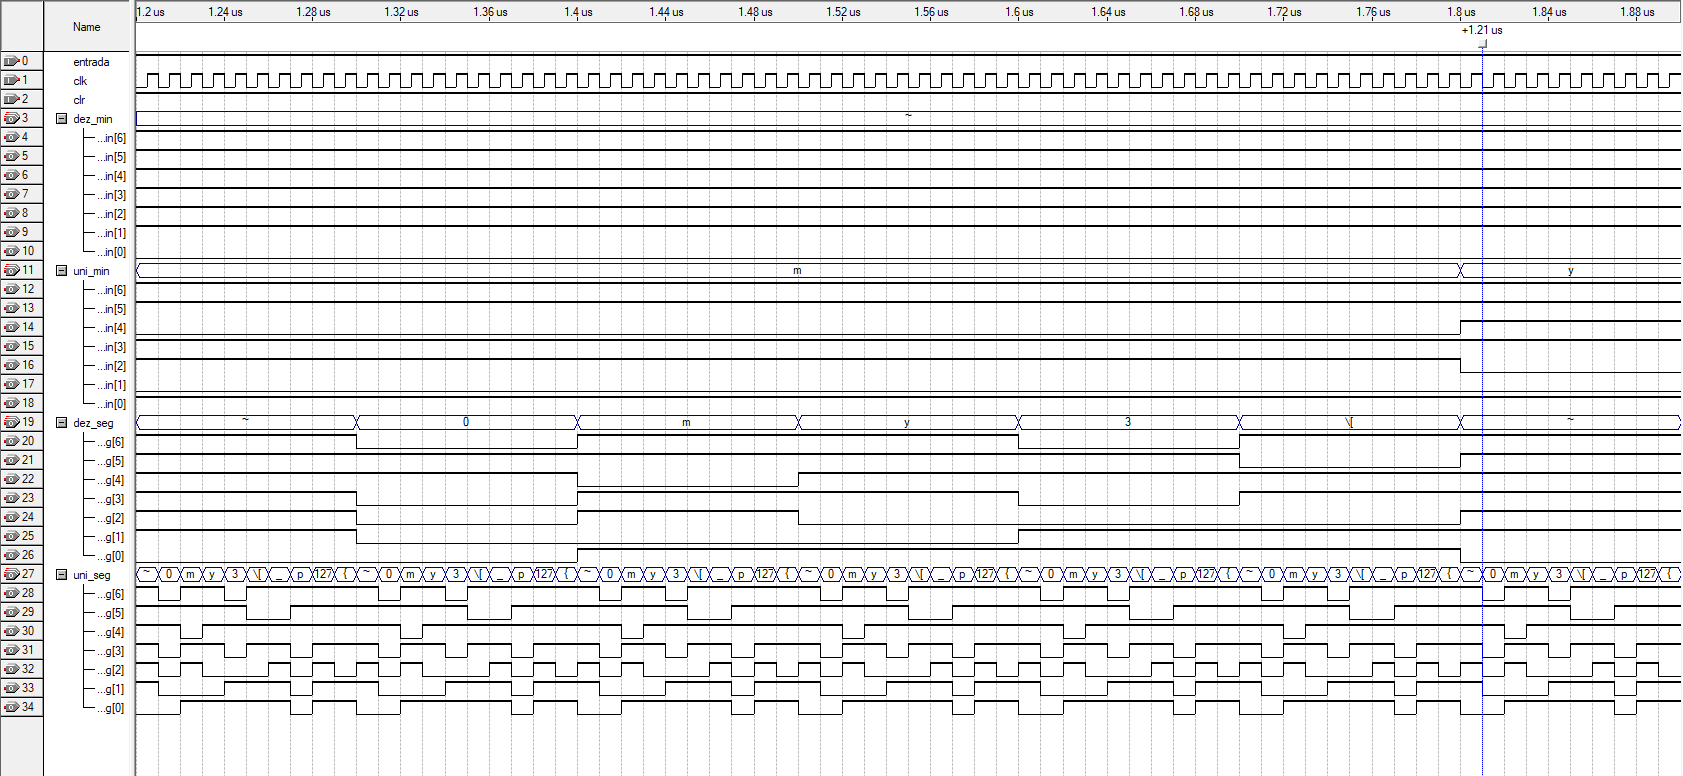 1.2 us 1.24 us 1.28 us 1.32 us 1.36 us 1.4 us 1.44 us 1.48 us 1.52 us 1.56 us 1.6 us 1.64 us 1.68 us 1.72 us 1.76 us 1.8 us 1.84 us 1.88 us
Name
+1.21 us
0 entrada
1 clk
2 clr
3 dez_min ~
4 ...in[6]
5 ...in[5]
6 ...in[4]
7 ...in[3]
8 ...in[2]
9 ...in[1]
10 ...in[0]
11 uni_min m y
12 ...in[6]
13 ...in[5]
14 ...in[4]
15 ...in[3]
16 ...in[2]
17 ...in[1]
18 ...in[0]
19 dez_seg ~ 0 m y 3 \[ ~
20 ...g[6]
21 ...g[5]
22 ...g[4]
23 ...g[3]
24 ...g[2]
25 ...g[1]
26 ...g[0]
27 uni_seg ~ 0 m y 3 \[ _ p 127 { ~ 0 m y 3 \[ _ p 127 { ~ 0 m y 3 \[ _ p 127 { ~ 0 m y 3 \[ _ p 127 { ~ 0 m y 3 \[ _ p 127 { ~ 0 m y 3 \[ _ p 127 { ~ 0 m y 3 \[ _ p 127 {
28 ...g[6]
29 ...g[5]
30 ...g[4]
31 ...g[3]
32 ...g[2]
33 ...g[1]
34 ...g[0]